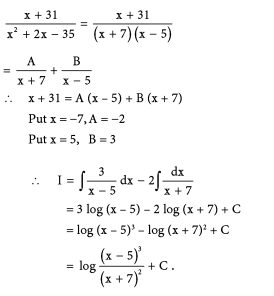 (x + 31)/(x² + 2x − 35) = (x + 31)/((x + 7)(x − 5))
= A/(x + 7) + B/(x − 5)
∴ x + 31 = A (x − 5) + B (x + 7)
Put x = −7, A = −2
Put x = 5, B = 3
∴ I = ∫ 3/(x − 5) dx − 2∫ dx/(x + 7)
= 3 log (x − 5) − 2 log (x + 7) + C
= log (x − 5)³ − log (x + 7)² + C
= log (x − 5)³/(x + 7)² + C .